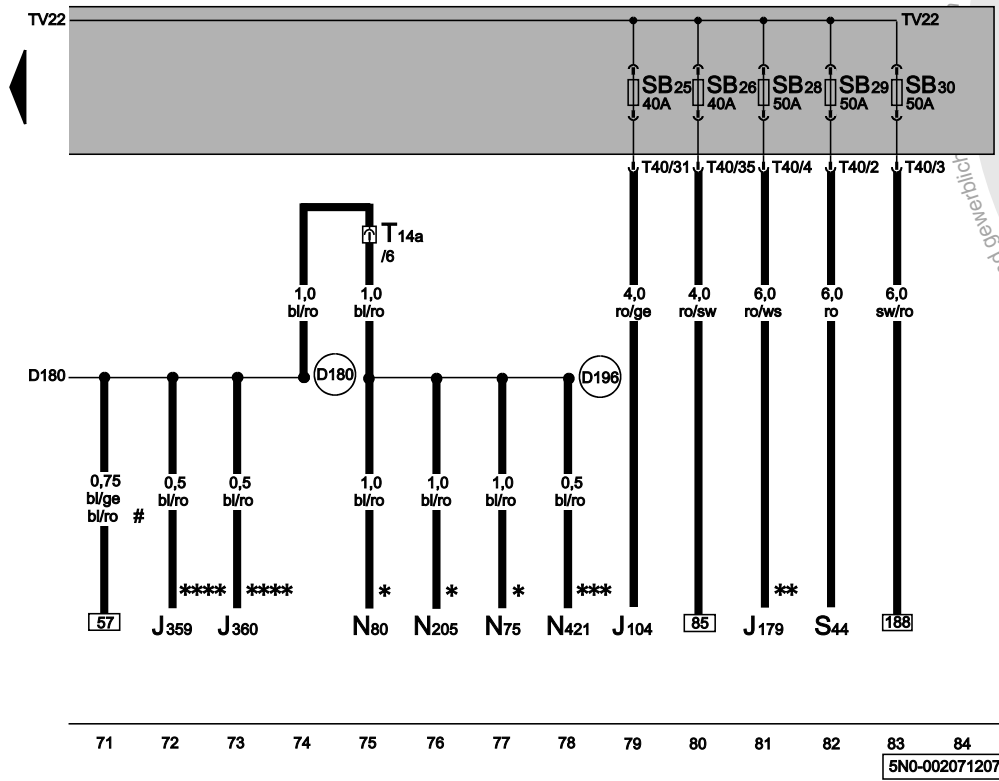 TV22 TV22
SB25 SB26 SB28 SB29 SB30
40A 40A 50A 50A 50A
T40/31 T40/35 T40/4 T40/2 T40/3
T14a
/6
1,0 1,0 4,0 4,0 6,0 6,0 6,0
bl/ro bl/ro ro/ge ro/sw ro/ws ro sw/ro
D180 D180 D196
0,75 0,5 0,5 1,0 1,0 1,0 0,5
bl/ge bl/ro bl/ro bl/ro bl/ro bl/ro bl/ro
bl/ro #
**** **** * * * *** **
57 J359 J360 N80 N205 N75 N421 J104 85 J179 S44 188
71 72 73 74 75 76 77 78 79 80 81 82 83 84
5N0-002071207
gewerblich